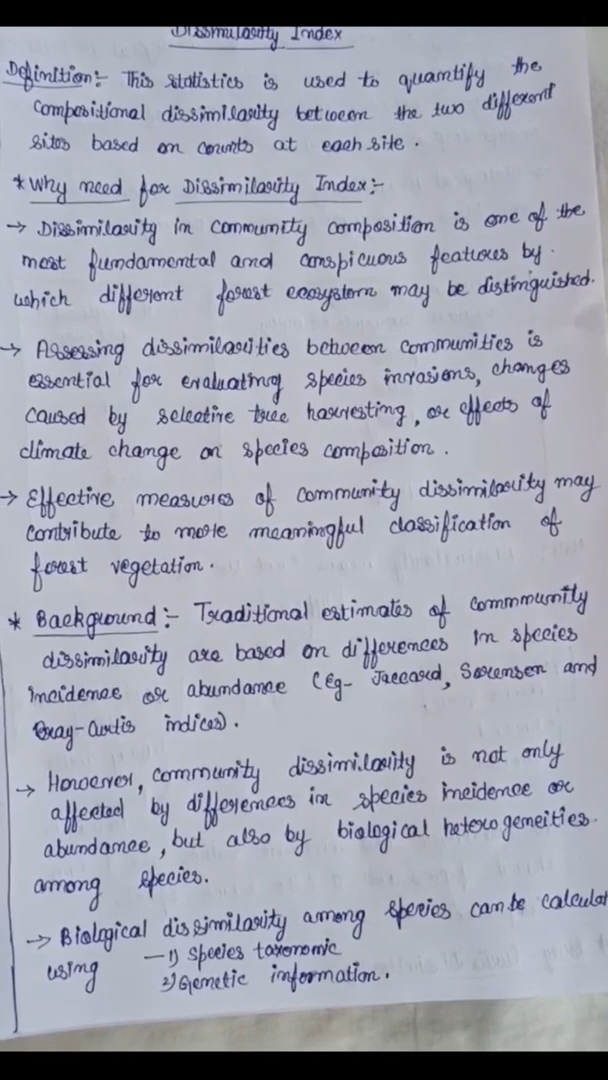 Dissimilarity Index
Definition:- This statistics is used to quantify the
compositional dissimilarity between the two different
sites based on counts at each site.
* Why need for Dissimilarity Index:-
→ Dissimilarity in community composition is one of the
most fundamental and conspicuous features by
which different forest ecosystem may be distinguished.
→ Assessing dissimilarities between communities is
essential for evaluating species invasions, changes
caused by selective tree harvesting, or effects of
climate change on species composition.
→ Effective measures of community dissimilarity may
contribute to more meaningful classification of
forest vegetation.
* Background:- Traditional estimates of commmunity
dissimilarity are based on differences in species
incidence or abundance (eg- Jaccard, Sorensen and
Bray-Curtis indices).
→ However, community dissimilarity is not only
affected by differences in species incidence or
abundance, but also by biological heterogeneities.
among species.
→ Biological dissimilarity among species can be calculat
using —1) Species taxonomic
2) Genetic information.